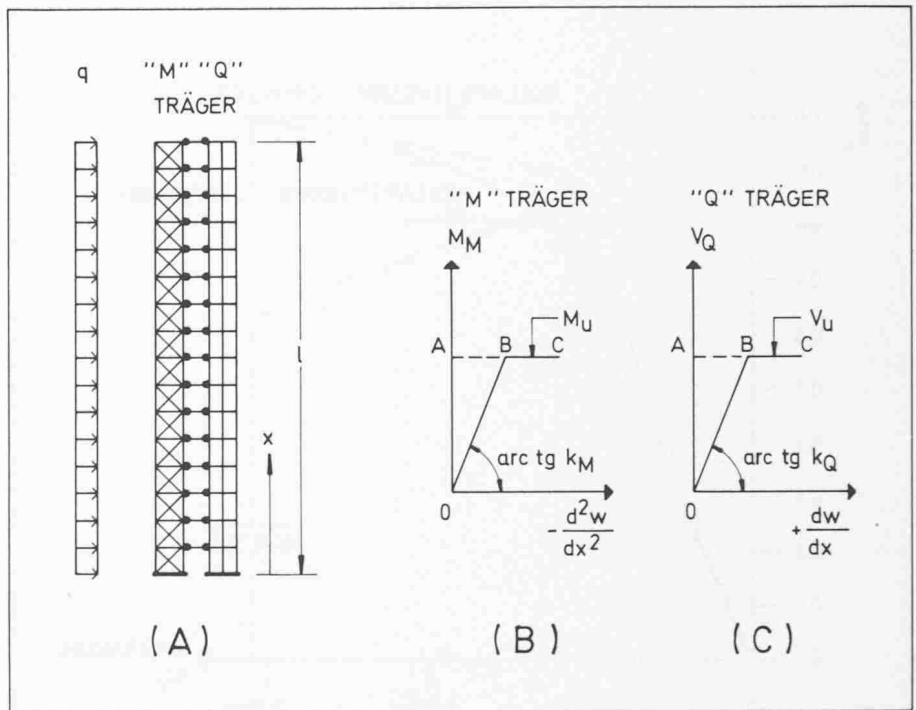 q
"M" "Q"
TRÄGER
x
l
(A)
"M" TRÄGER
M_M
A B C
M_u
arc tg k_M
0
- d²w/dx²
(B)
"Q" TRÄGER
V_Q
A B C
V_u
arc tg k_Q
0
+ dw/dx
(C)